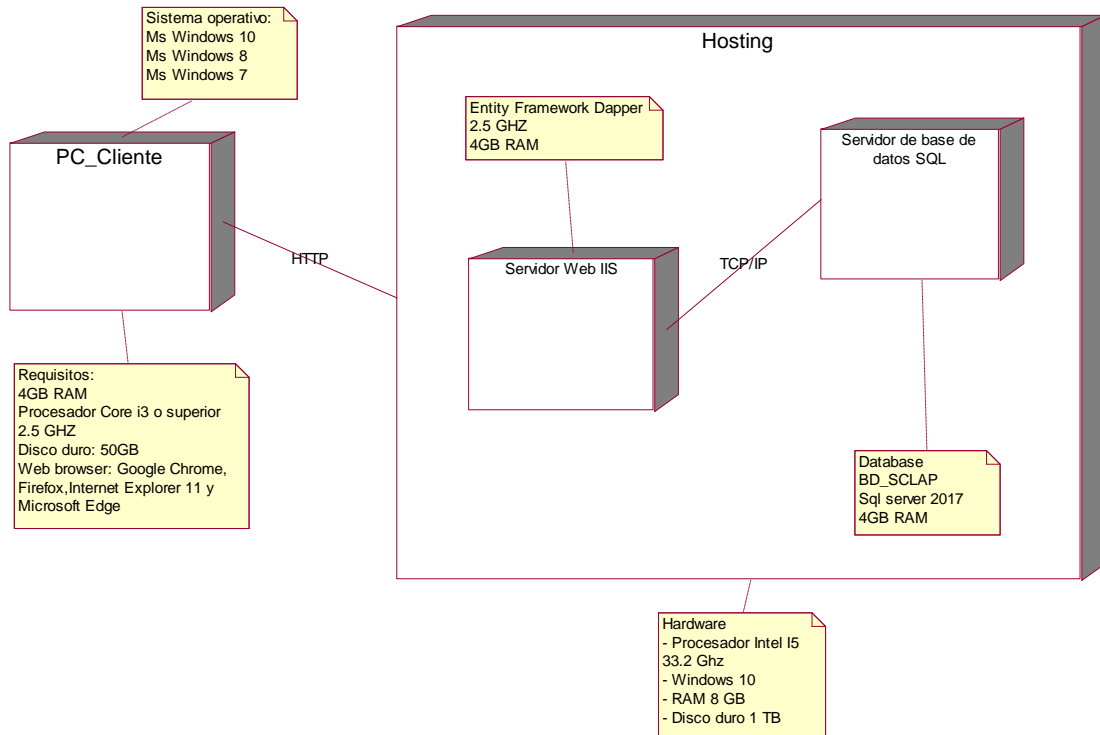 Sistema operativo:
Ms Windows 10
Ms Windows 8
Ms Windows 7
PC_Cliente
HTTP
Requisitos:
4GB RAM
Procesador Core i3 o superior
2.5 GHZ
Disco duro: 50GB
Web browser: Google Chrome,
Firefox,Internet Explorer 11 y
Microsoft Edge
Hosting
Entity Framework Dapper
2.5 GHZ
4GB RAM
Servidor Web IIS
TCP/IP
Servidor de base de
datos SQL
Database
BD_SCLAP
Sql server 2017
4GB RAM
Hardware
- Procesador Intel I5
33.2 Ghz
- Windows 10
- RAM 8 GB
- Disco duro 1 TB